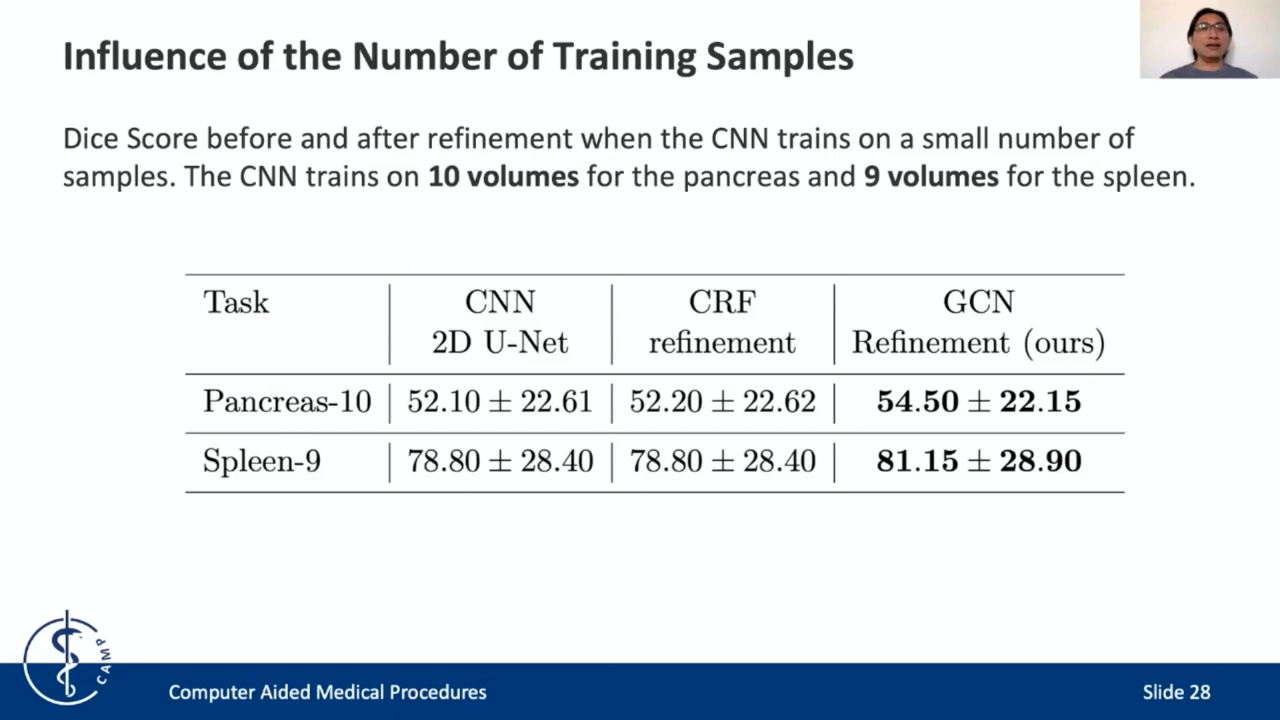 Influence of the Number of Training Samples
Dice Score before and after refinement when the CNN trains on a small number of
samples. The CNN trains on 10 volumes for the pancreas and 9 volumes for the spleen.
Task CNN CRF GCN
2D U-Net refinement Refinement (ours)
Pancreas-10 52.10 ± 22.61 52.20 ± 22.62 54.50 ± 22.15
Spleen-9 78.80 ± 28.40 78.80 ± 28.40 81.15 ± 28.90
CAMP
Computer Aided Medical Procedures
Slide 28